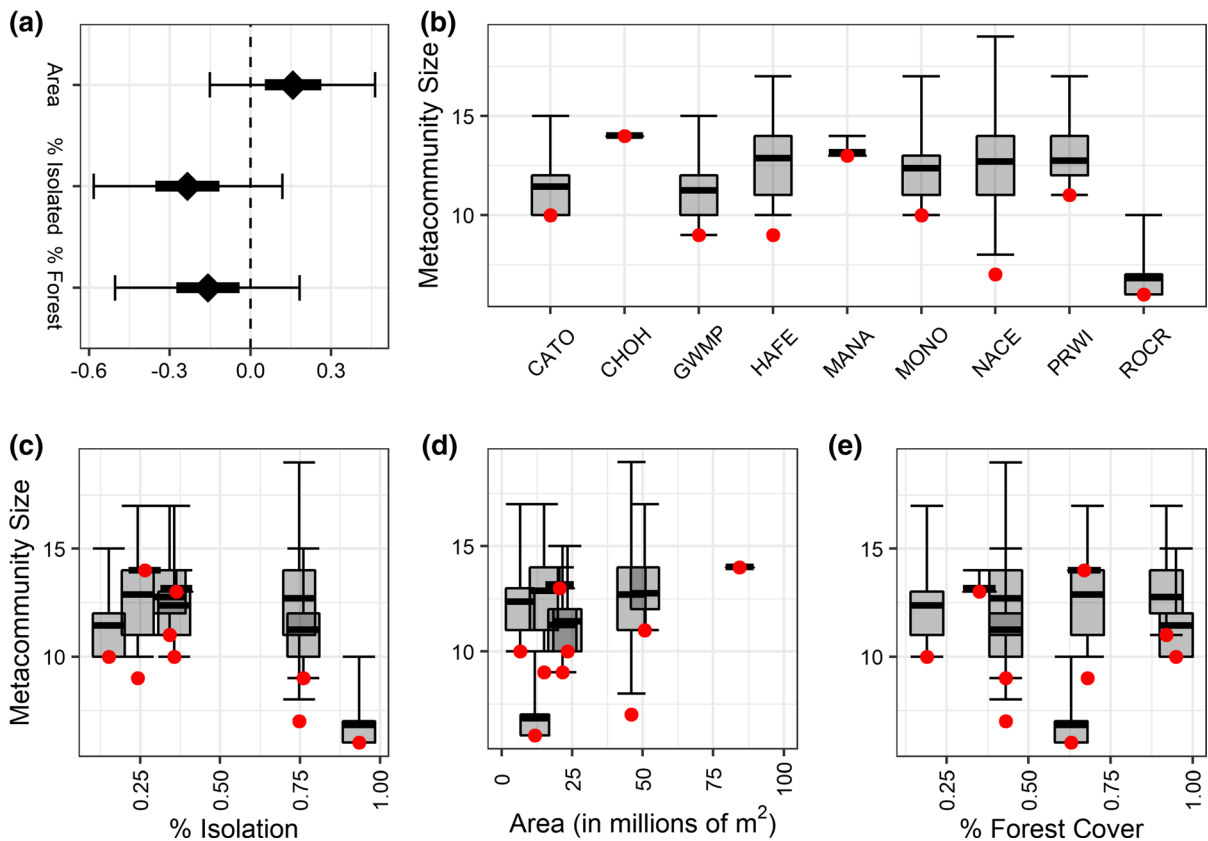 (a)
Area
% Isolated
% Forest
-0.6 -0.3 0.0 0.3
(b)
Metacommunity Size
15
10
CATO CHOH GWMP HAFE MANA MONO NACE PRWI ROCR
(c)
Metacommunity Size
15
10
0.25 0.50 0.75 1.00
% Isolation
(d)
15
10
0 25 50 75 100
Area (in millions of m²)
(e)
15
10
0.25 0.50 0.75 1.00
% Forest Cover